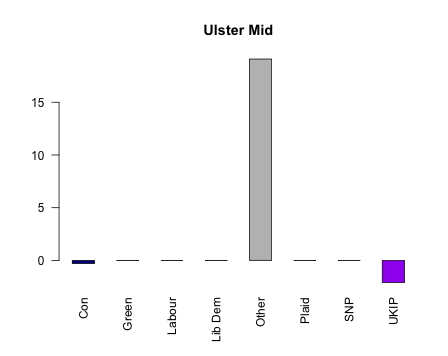 Ulster Mid
15
10
5
0
Con
Green
Labour
Lib Dem
Other
Plaid
SNP
UKIP